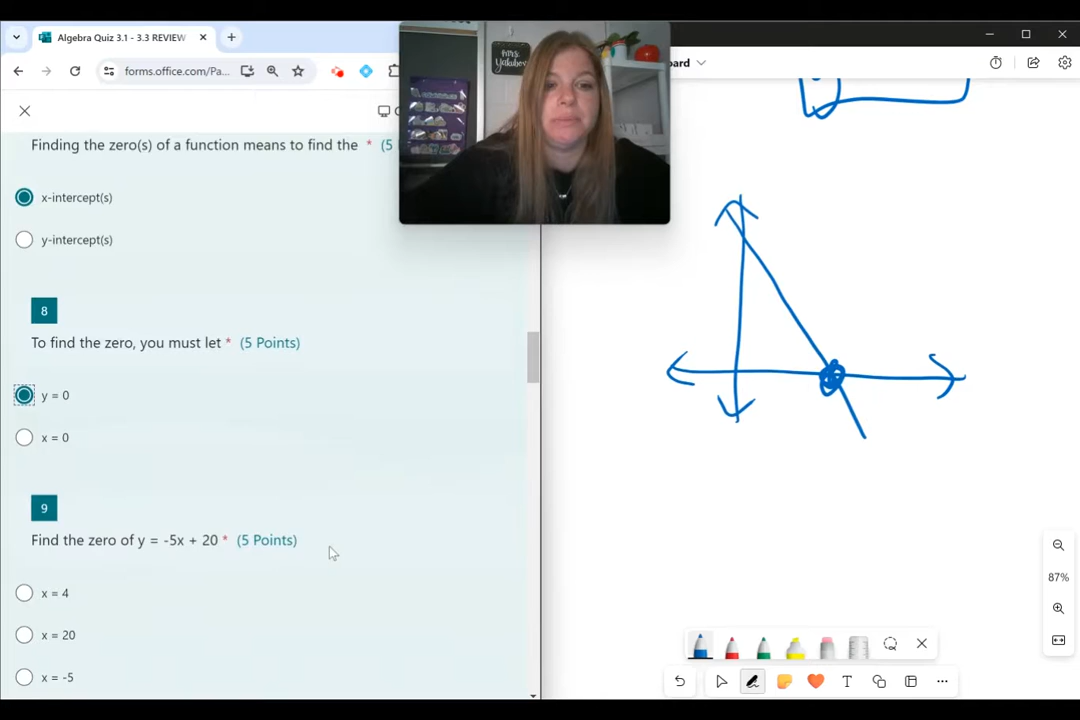 Algebra Quiz 3.1 - 3.3 REVIEW
forms.office.com/Pa...
Mrs.
Yakubov
Finding the zero(s) of a function means to find the * (5
x-intercept(s)
y-intercept(s)
8
To find the zero, you must let * (5 Points)
y = 0
x = 0
9
Find the zero of y = -5x + 20 * (5 Points)
x = 4
x = 20
x = -5
87%